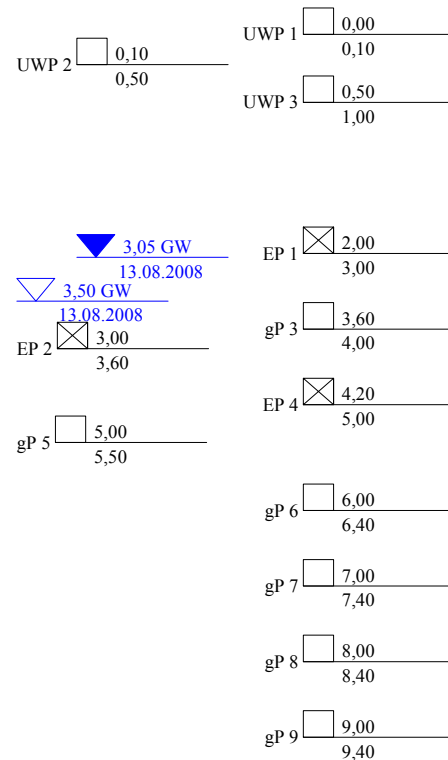 UWP 1 0,00
0,10
UWP 2 0,10
0,50
UWP 3 0,50
1,00
3,05 GW
13.08.2008
EP 1 2,00
3,00
3,50 GW
13.08.2008
EP 2 3,00
3,60
gP 3 3,60
4,00
EP 4 4,20
5,00
gP 5 5,00
5,50
gP 6 6,00
6,40
gP 7 7,00
7,40
gP 8 8,00
8,40
gP 9 9,00
9,40